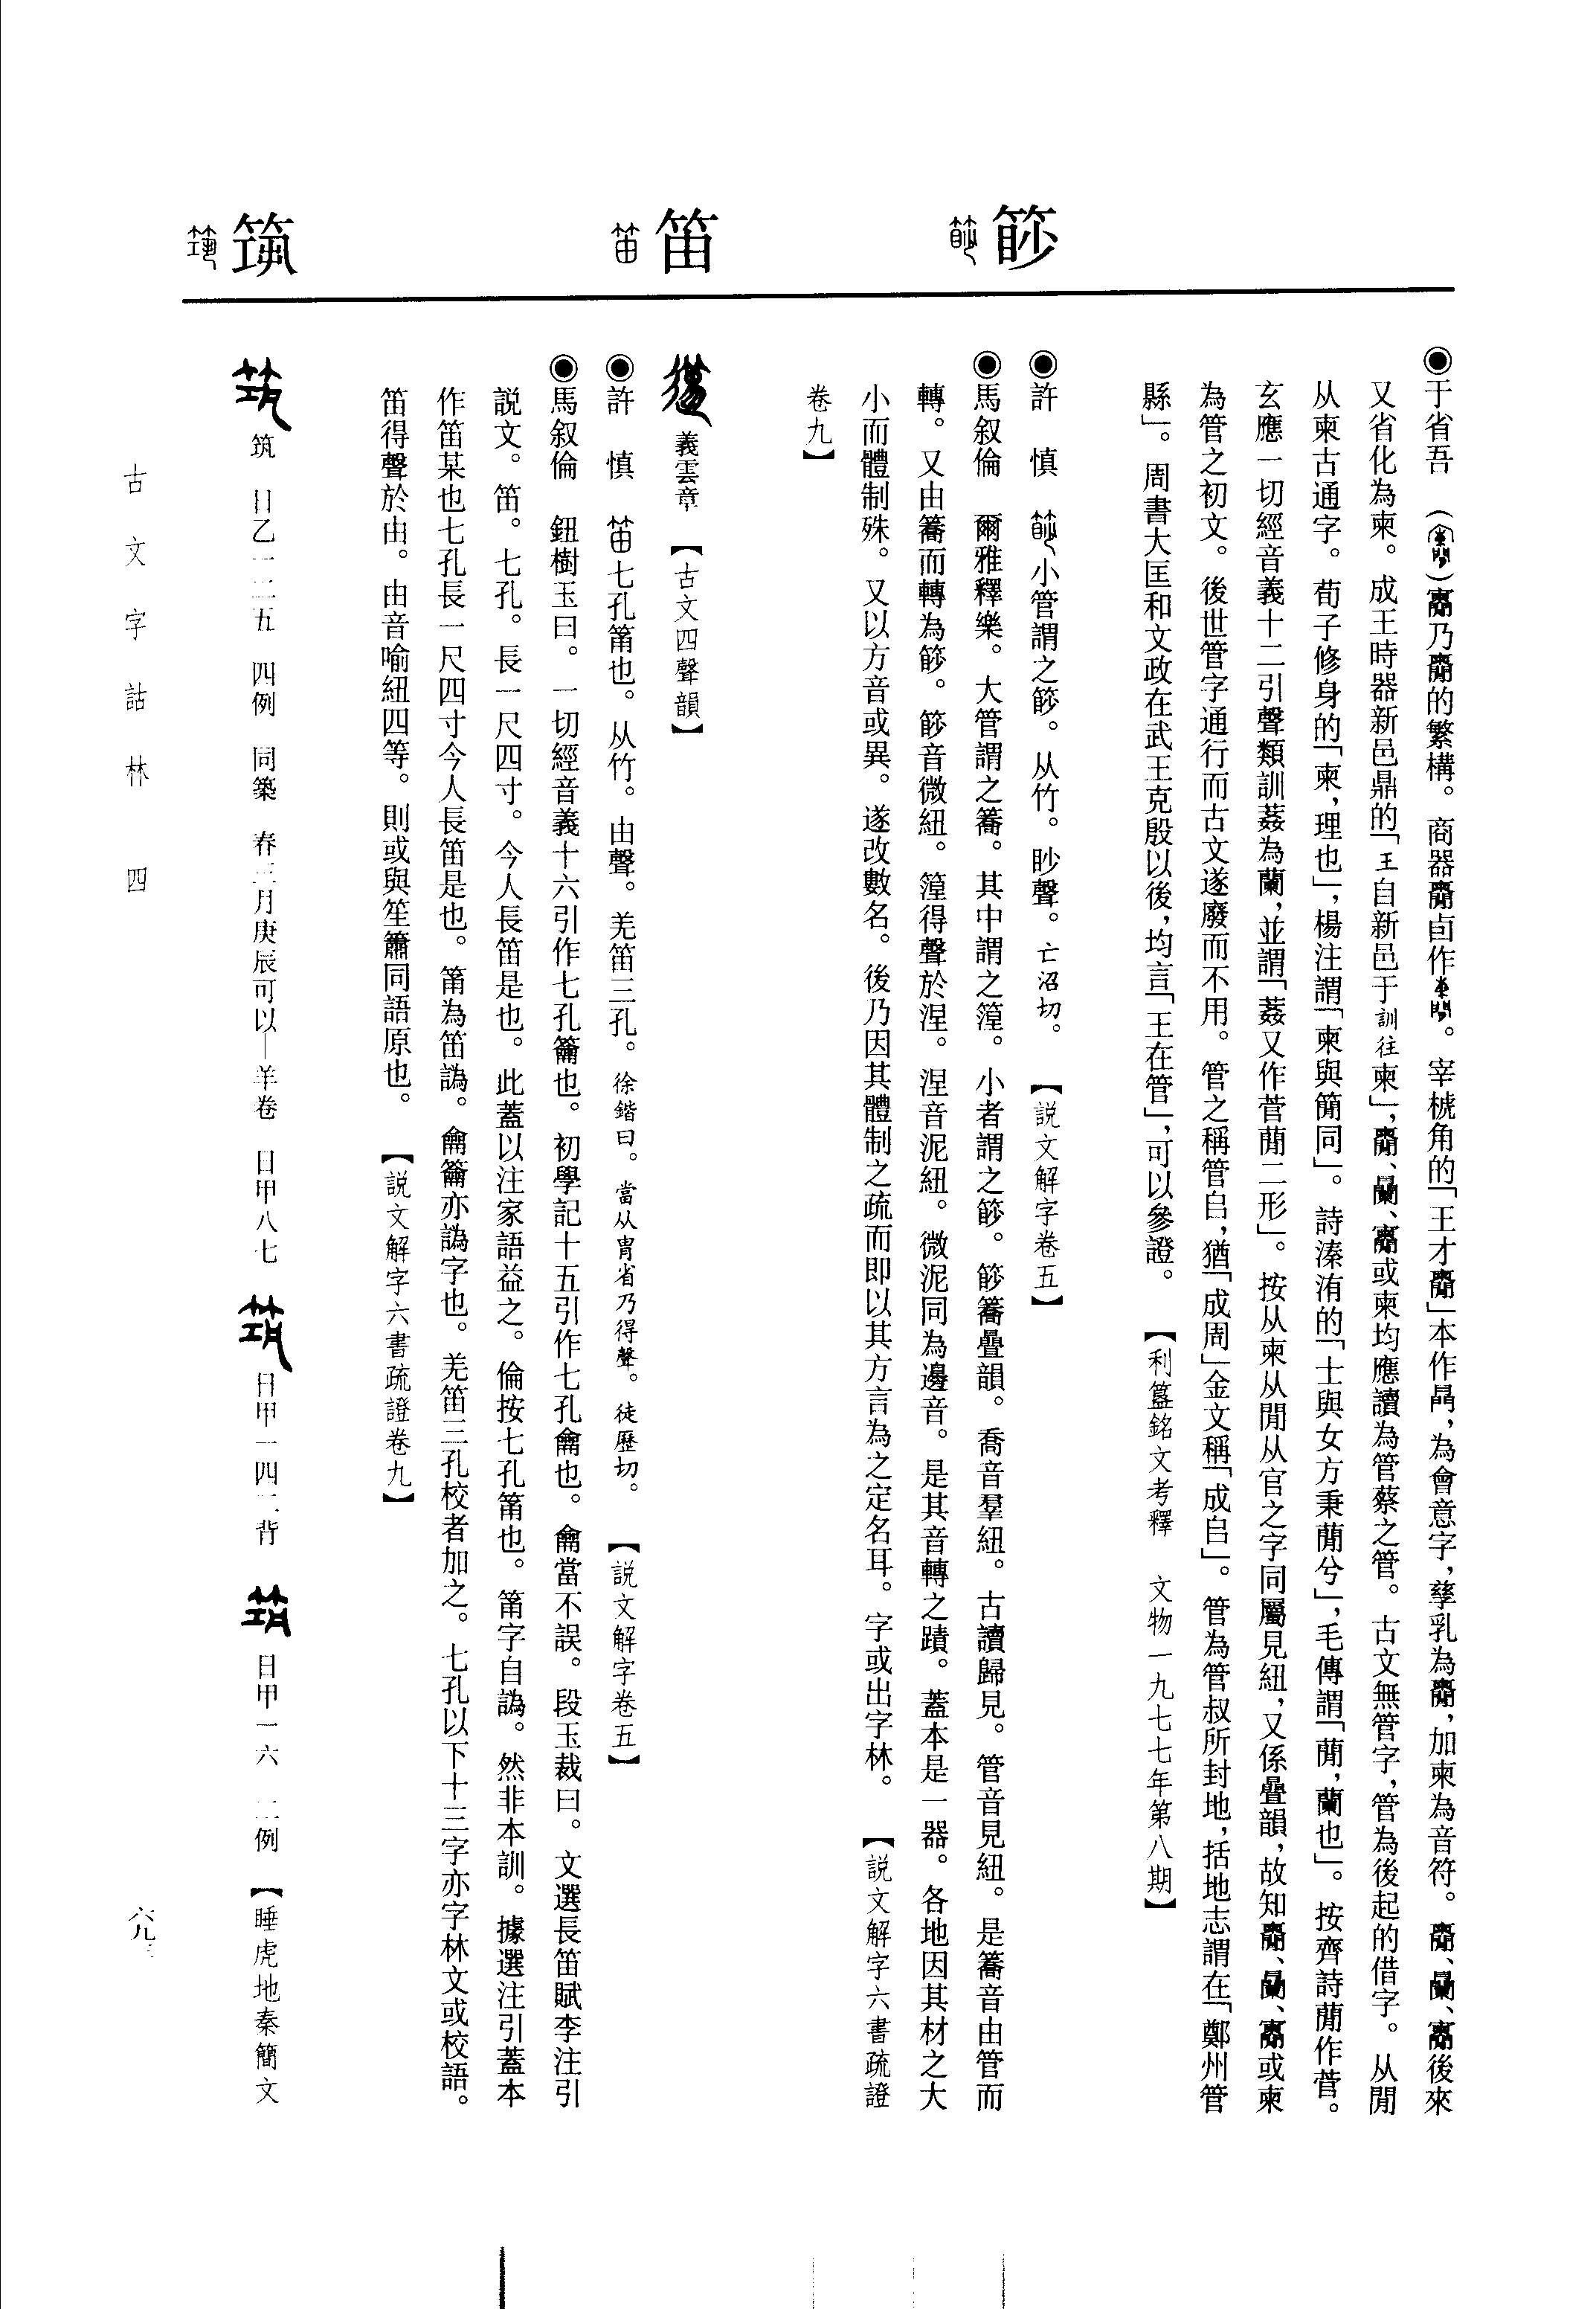 篎
笛
筑
●于省吾　乃　的繁構。商器　卣作　。宰椃角的「王才　」本作　，為會意字，孳乳為　，加柬為音符。　、　、　後來
又省化為柬。成王時器新邑鼎的「王自新邑于訓往柬」，　、　、　或柬均應讀為管蔡之管。古文無管字，管為後起的借字。从閒
从柬古通字。荀子修身的「柬，理也」，楊注謂「柬與簡同」。詩溱洧的「士與女方秉蕑兮」，毛傳謂「蕑，蘭也」。按齊詩蕑作菅。
玄應一切經音義十二引聲類訓葌為蘭，並謂「葌又作菅蕑二形」。按从柬从閒从官之字同屬見紐，又係疊韻，故知　、　、　或柬
為管之初文。後世管字通行而古文遂廢而不用。管之稱管𠂤，猶「成周」金文稱「成𠂤」。管為管叔所封地，括地志謂在「鄭州管
縣」。周書大匡和文政在武王克殷以後，均言「王在管」，可以參證。　【利簋銘文考釋　文物一九七七年第八期】
●許　慎　篎小管謂之篎。从竹。眇聲。亡沼切。　【説文解字卷五】
●馬叙倫　爾雅釋樂。大管謂之簥。其中謂之篞。小者謂之篎。篎簥疊韻。喬音羣紐。古讀歸見。管音見紐。是簥音由管而
轉。又由簥而轉為篎。篎音微紐。篞得聲於涅。涅音泥紐。微泥同為邊音。是其音轉之蹟。蓋本是一器。各地因其材之大
小而體制殊。又以方音或異。遂改數名。後乃因其體制之疏而即以其方言為之定名耳。字或出字林。　【説文解字六書疏證
卷九】
義雲章　【古文四聲韻】
●許　慎　笛七孔筩也。从竹。由聲。羌笛三孔。徐鍇曰。當从胄省乃得聲。徒歷切。　【説文解字卷五】
●馬叙倫　鈕樹玉曰。一切經音義十六引作七孔籥也。初學記十五引作七孔龠也。龠當不誤。段玉裁曰。文選長笛賦李注引
説文。笛。七孔。長一尺四寸。今人長笛是也。此蓋以注家語益之。倫按七孔筩也。筩字自譌。然非本訓。據選注引蓋本
作笛某也七孔長一尺四寸今人長笛是也。筩為笛譌。龠籥亦譌字也。羌笛三孔校者加之。七孔以下十三字亦字林文或校語。
笛得聲於由。由音喻紐四等。則或與笙簫同語原也。　【説文解字六書疏證卷九】
筑　日乙一二五　四例　同築　春三月庚辰可以—羊卷　日甲八七　日甲一四二背　日甲一六　二例　【睡虎地秦簡文
古文字詁林　四
六九三